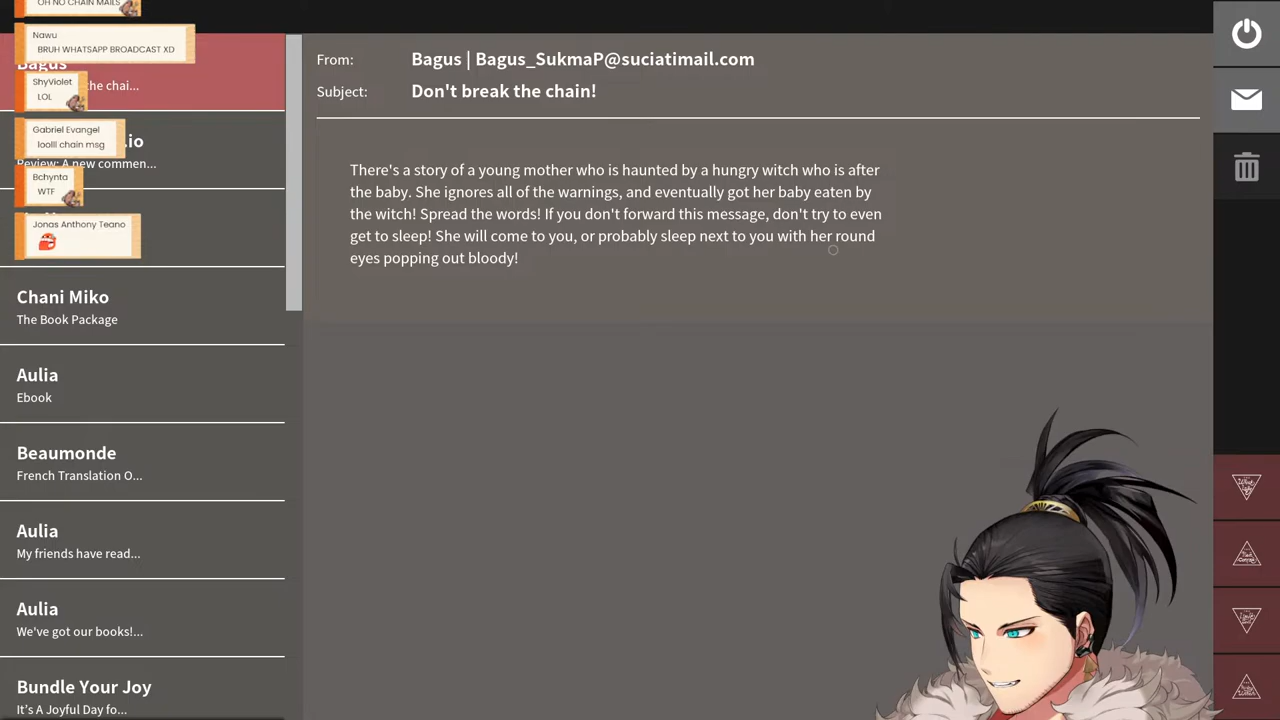 OH NO CHAIN MAILS
Nawu
BRUH WHATSAPP BROADCAST XD
Bagus
the chai...
ShyViolet
LOL
Gabriel Evangel
loolll chain msg
.io
Review: A new commen...
Bchynta
WTF
Jonas Anthony Teano
Chani Miko
The Book Package
Aulia
Ebook
Beaumonde
French Translation O...
Aulia
My friends have read...
Aulia
We've got our books!...
Bundle Your Joy
It's A Joyful Day fo...
From: Bagus | Bagus_SukmaP@suciatimail.com
Subject: Don't break the chain!
There's a story of a young mother who is haunted by a hungry witch who is after
the baby. She ignores all of the warnings, and eventually got her baby eaten by
the witch! Spread the words! If you don't forward this message, don't try to even
get to sleep! She will come to you, or probably sleep next to you with her round
eyes popping out bloody!